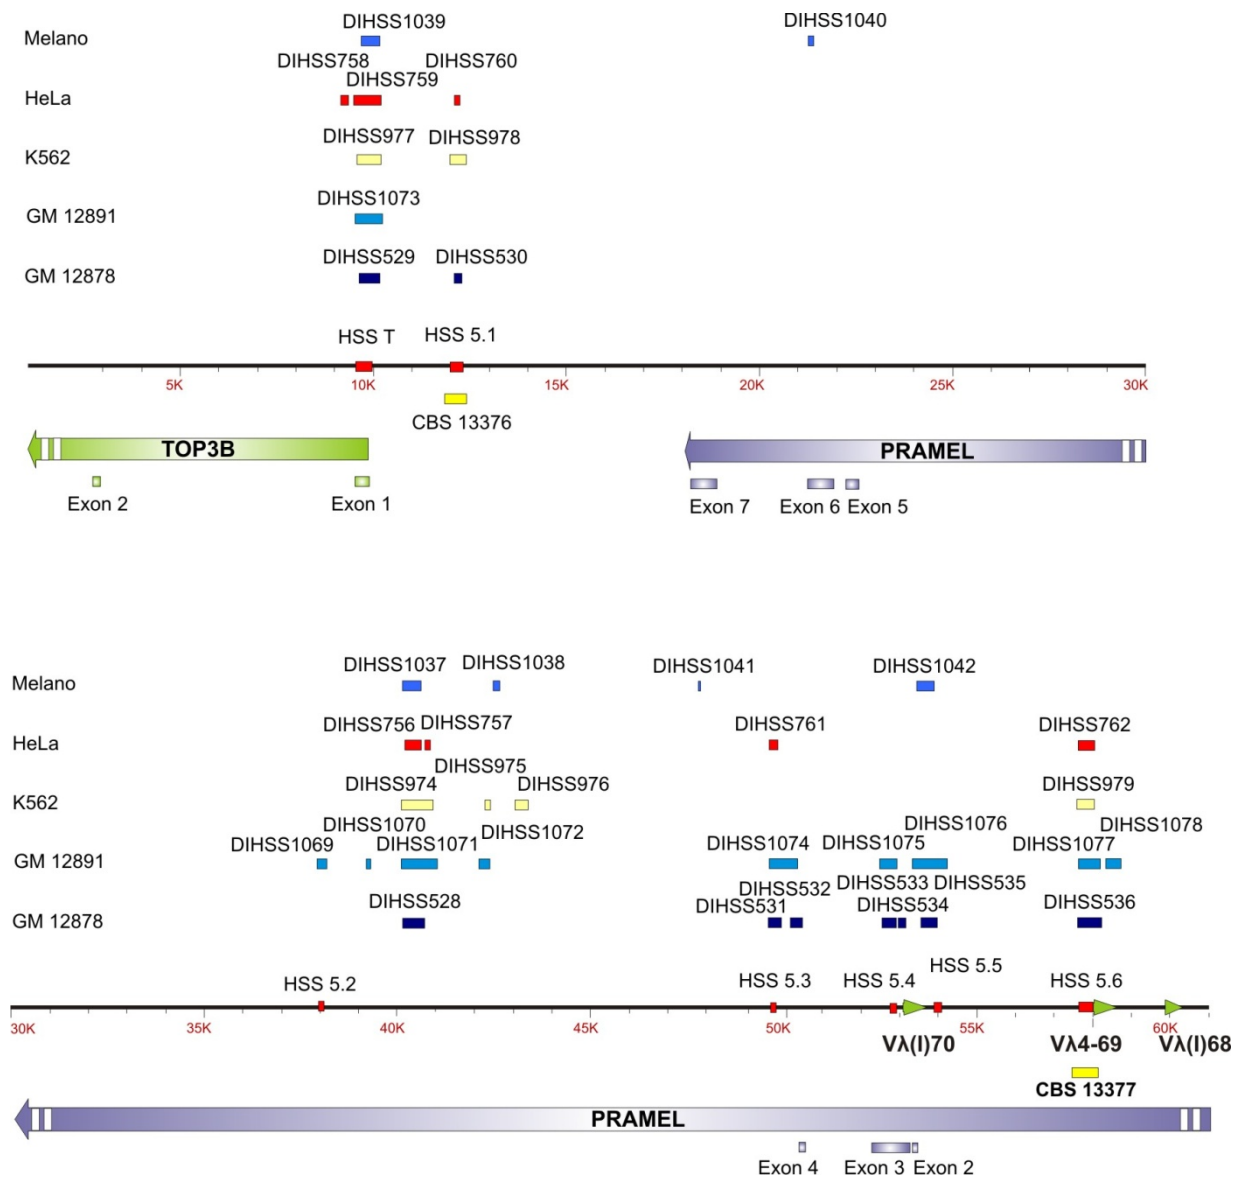 DIHSS1039 DIHSS1040
Melano
DIHSS758 DIHSS760
DIHSS759
HeLa
DIHSS977 DIHSS978
K562
DIHSS1073
GM 12891
DIHSS529 DIHSS530
GM 12878
HSS T HSS 5.1
5K 10K 15K 20K 25K 30K
CBS 13376
TOP3B PRAMEL
Exon 2 Exon 1 Exon 7 Exon 6 Exon 5
DIHSS1037 DIHSS1038 DIHSS1041 DIHSS1042
Melano
DIHSS756 DIHSS757 DIHSS761 DIHSS762
HeLa
DIHSS975
DIHSS974 DIHSS976 DIHSS979
K562
DIHSS1070 DIHSS1072 DIHSS1076 DIHSS1078
DIHSS1069 DIHSS1071 DIHSS1074 DIHSS1075 DIHSS1077
GM 12891
DIHSS532 DIHSS533 DIHSS535
DIHSS528 DIHSS531 DIHSS534 DIHSS536
GM 12878
HSS 5.2 HSS 5.3 HSS 5.4 HSS 5.5 HSS 5.6
30K 35K 40K 45K 50K 55K 60K
Vλ(I)70 Vλ4-69 Vλ(I)68
CBS 13377
PRAMEL
Exon 4 Exon 3 Exon 2